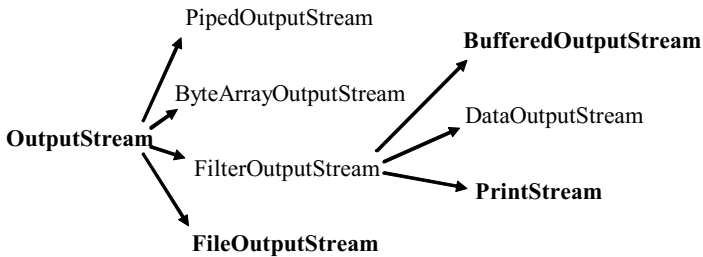 PipedOutputStream
BufferedOutputStream
ByteArrayOutputStream
DataOutputStream
OutputStream
FilterOutputStream
PrintStream
FileOutputStream